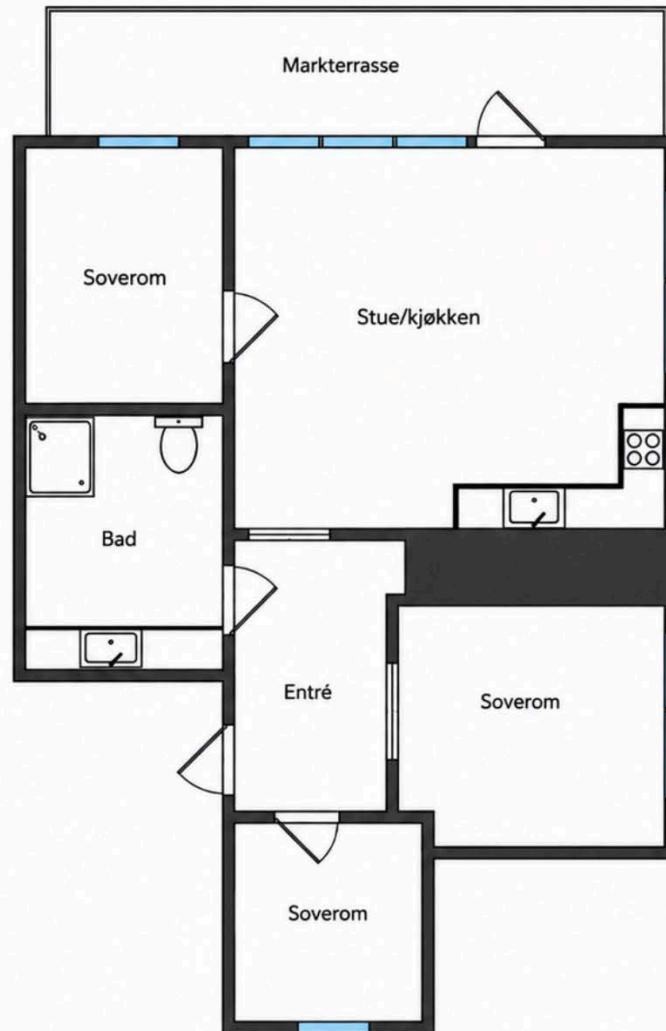 Markterrasse
Soverom
Stue/kjøkken
Bad
Entré
Soverom
Soverom